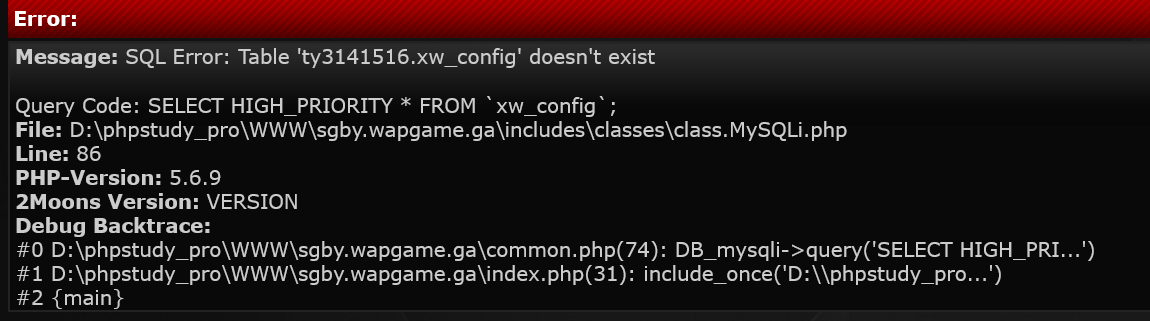 Error:
Message: SQL Error: Table 'ty3141516.xw_config' doesn't exist
Query Code: SELECT HIGH_PRIORITY * FROM `xw_config`;
File: D:\phpstudy_pro\WWW\sgby.wapgame.ga\includes\classes\class.MySQLi.php
Line: 86
PHP-Version: 5.6.9
2Moons Version: VERSION
Debug Backtrace:
#0 D:\phpstudy_pro\WWW\sgby.wapgame.ga\common.php(74): DB_mysqli->query('SELECT HIGH_PRI...')
#1 D:\phpstudy_pro\WWW\sgby.wapgame.ga\index.php(31): include_once('D:\\phpstudy_pro...')
#2 {main}